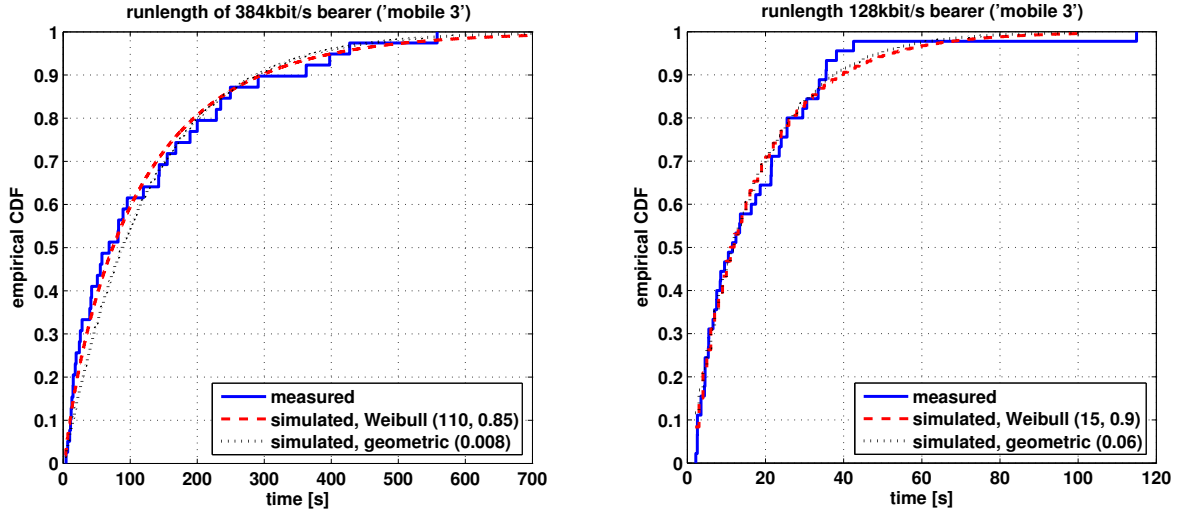 runlength of 384kbit/s bearer ('mobile 3')
1
0.9
0.8
0.7
0.6
0.5
0.4
0.3
0.2
0.1
0
empirical CDF
measured
simulated, Weibull (110, 0.85)
simulated, geometric (0.008)
0 100 200 300 400 500 600 700
time [s]
runlength 128kbit/s bearer ('mobile 3')
1
0.9
0.8
0.7
0.6
0.5
0.4
0.3
0.2
0.1
0
empirical CDF
measured
simulated, Weibull (15, 0.9)
simulated, geometric (0.06)
0 20 40 60 80 100 120
time [s]